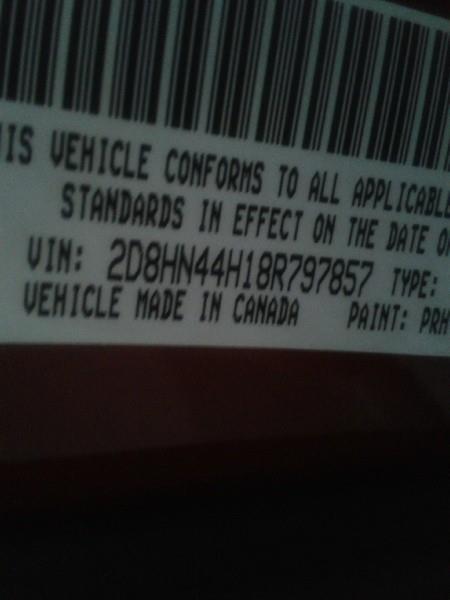 IS VEHICLE CONFORMS TO ALL APPLICABLE
STANDARDS IN EFFECT ON THE DATE O
VIN: 2D8HN44H18R797857 TYPE:
VEHICLE MADE IN CANADA PAINT: PRH